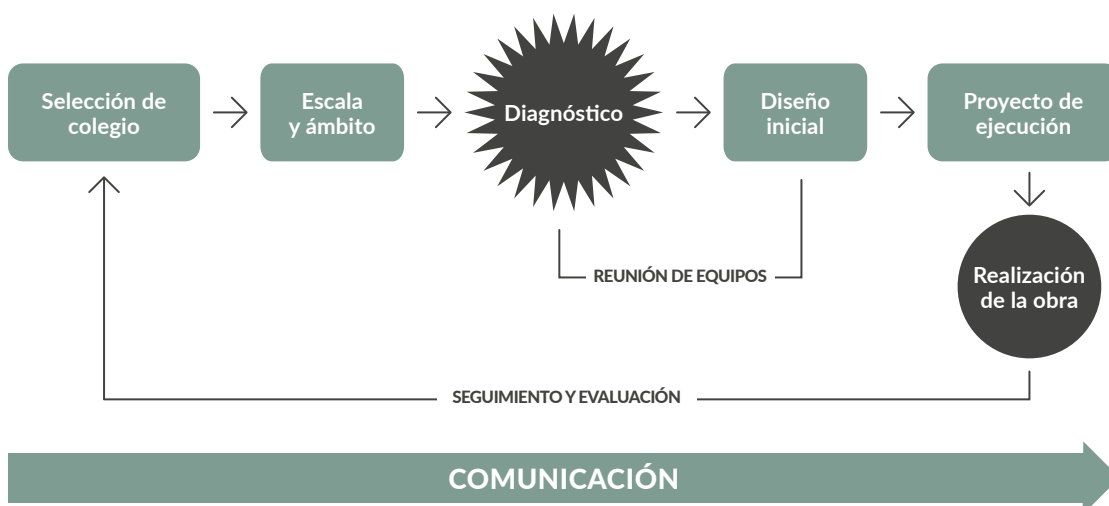 Selección de
colegio
Escala
y ámbito
Diagnóstico
Diseño
inicial
Proyecto de
ejecución
REUNIÓN DE EQUIPOS
Realización
de la obra
SEGUIMIENTO Y EVALUACIÓN
COMUNICACIÓN